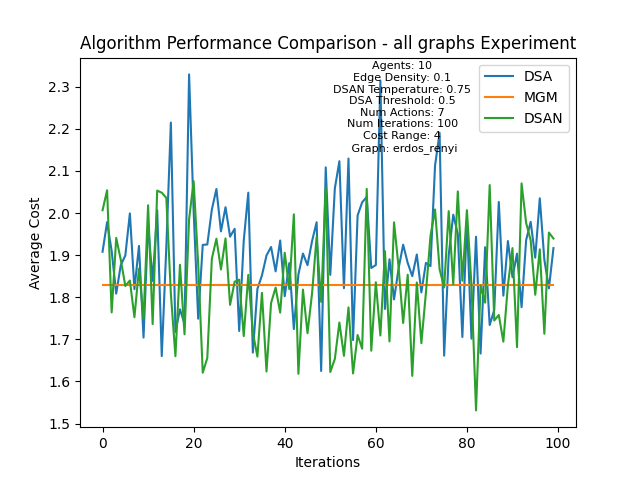 Algorithm Performance Comparison - all graphs Experiment
Agents: 10
Edge Density: 0.1
DSAN Temperature: 0.75
DSA Threshold: 0.5
Num Actions: 7
Num Iterations: 100
Cost Range: 4
Graph: erdos_renyi
DSA
MGM
DSAN
Average Cost
2.3
2.2
2.1
2.0
1.9
1.8
1.7
1.6
1.5
0 20 40 60 80 100
Iterations